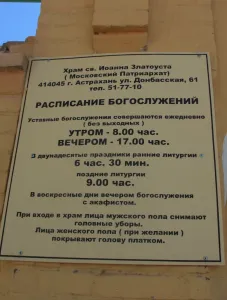 Храм св. Иоанна Златоуста
( Московский Патриархат)
414045 г. Астрахань ул. Донбасская, 61
тел. 51-77-10
РАСПИСАНИЕ БОГОСЛУЖЕНИЙ
Уставные богослужения совершаются ежедневно
( без выходных )
УТРОМ - 8.00 час.
ВЕЧЕРОМ - 17.00 час.
В двунадесятые праздники ранние литургии -
6 час. 30 мин.
поздние литургии
9.00 час.
В воскресные дни вечером богослужения
с акафистом.
При входе в храм лица мужского пола снимают
головные уборы.
Лица женского пола ( при желании )
покрывают голову платком.